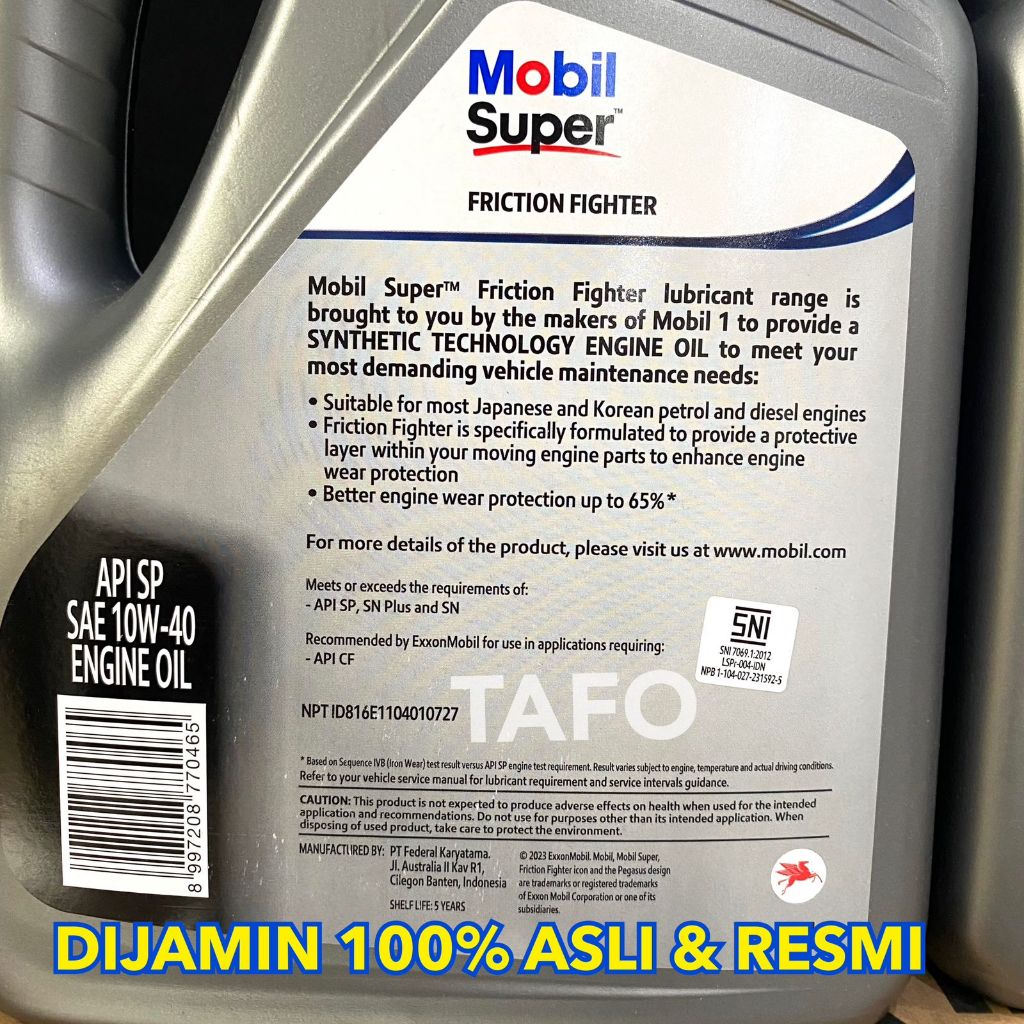 Mobil
Super™
FRICTION FIGHTER
Mobil Super™ Friction Fighter lubricant range is
brought to you by the makers of Mobil 1 to provide a
SYNTHETIC TECHNOLOGY ENGINE OIL to meet your
most demanding vehicle maintenance needs:
• Suitable for most Japanese and Korean petrol and diesel engines
• Friction Fighter is specifically formulated to provide a protective
layer within your moving engine parts to enhance engine
wear protection
• Better engine wear protection up to 65%*
For more details of the product, please visit us at www.mobil.com
Meets or exceeds the requirements of:
- API SP, SN Plus and SN
Recommended by ExxonMobil for use in applications requiring:
- API CF
NPT ID816E1104010727
SNI
SNI 7069.1:2012
LSPr-004-IDN
NPB 1-104-027-231592-5
TAFO
API SP
SAE 10W-40
ENGINE OIL
8 997208 770465
* Based on Sequence IVB (Iron Wear) test result versus API SP engine test requirement. Result varies subject to engine, temperature and actual driving conditions.
Refer to your vehicle service manual for lubricant requirement and service intervals guidance.
CAUTION: This product is not expected to produce adverse effects on health when used for the intended
application and recommendations. Do not use for purposes other than its intended application. When
disposing of used product, take care to protect the environment.
MANUFACTURED BY: PT Federal Karyatama.
Jl. Australia II Kav R1,
Cilegon Banten, Indonesia
SHELF LIFE: 5 YEARS
© 2023 ExxonMobil. Mobil, Mobil Super,
Friction Fighter icon and the Pegasus design
are trademarks or registered trademarks
of Exxon Mobil Corporation or one of its
subsidiaries.
DIJAMIN 100% ASLI & RESMI